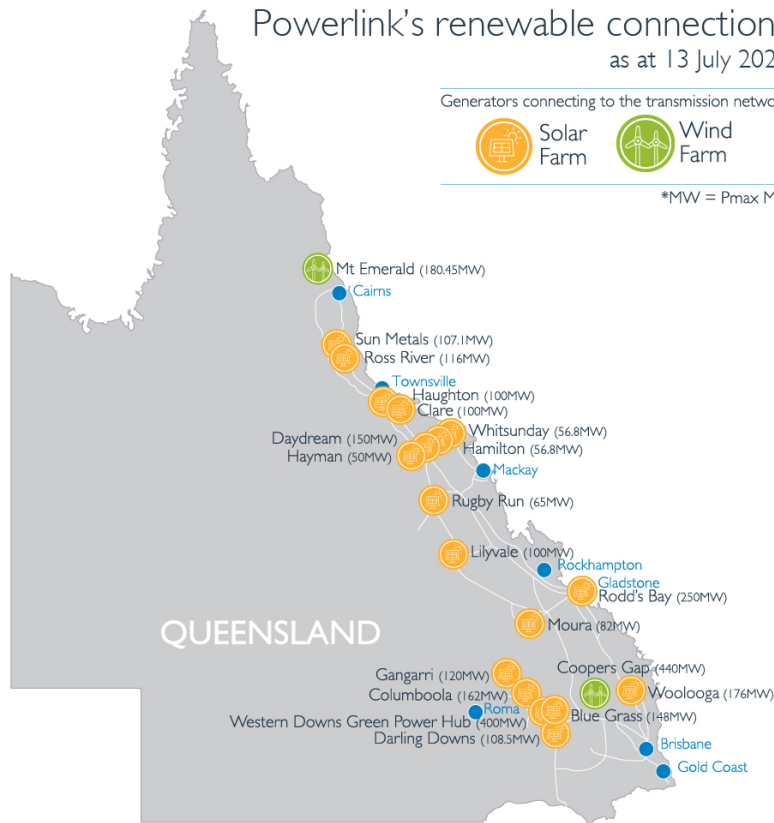 Powerlink's renewable connection
as at 13 July 202
Generators connecting to the transmission netwo
Solar
Farm
Wind
Farm
*MW = Pmax M
Mt Emerald (180.45MW)
Cairns
Sun Metals (107.1MW)
Ross River (116MW)
Townsville
Haughton (100MW)
Clare (100MW)
Whitsunday (56.8MW)
Daydream (150MW)
Hamilton (56.8MW)
Hayman (50MW)
Mackay
Rugby Run (65MW)
Lilyvale (100MW)
Rockhampton
Gladstone
Rodd's Bay (250MW)
Moura (82MW)
QUEENSLAND
Coopers Gap (440MW)
Gangarri (120MW)
Columboola (162MW)
Woolooga (176MW)
Roma
Blue Grass (148MW)
Western Downs Green Power Hub (400MW)
Darling Downs (108.5MW)
Brisbane
Gold Coast